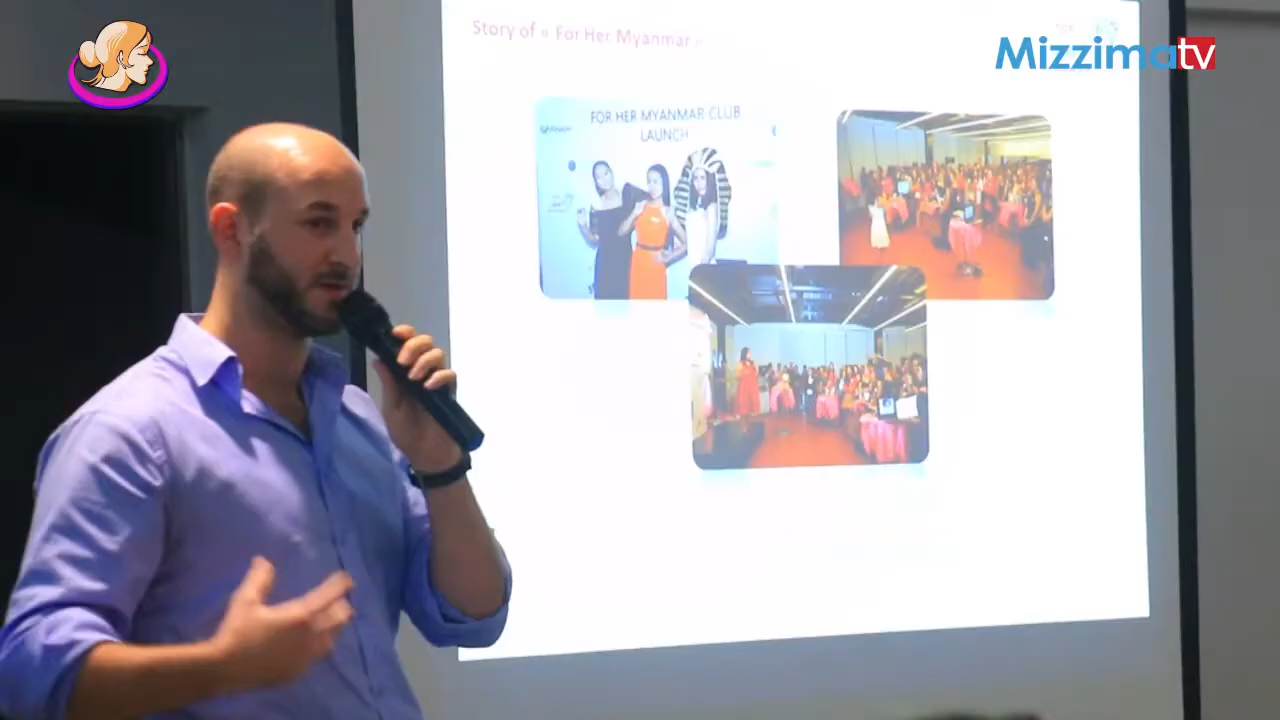 Story of « For Her Myanmar »
Mizzimatv
FOR HER MYANMAR CLUB
LAUNCH